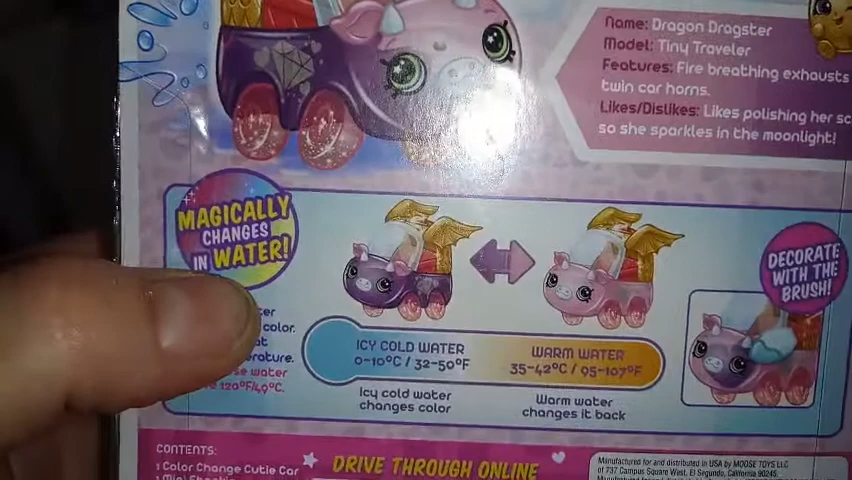 Name: Dragon Dragster
Model: Tiny Traveler
Features: Fire breathing exhausts
twin car horns.
Likes/Dislikes: Likes polishing her
so she sparkles in the moonlight!
MAGICALLY
CHANGES
IN WATER!
DECORATE
WITH THE
BRUSH!
color.
ICY COLD WATER
0-10°C / 32-50°F
WARM WATER
35-42°C / 95-107°F
water
120°F/49°C.
Icy cold water
changes color
Warm water
changes it back
CONTENTS:
1 Color Change Cutie Car
DRIVE THROUGH ONLINE
Manufactured for and distributed in USA by MOOSE TOYS LLC
of 737 Campus Square West, El Segundo, California 90245.